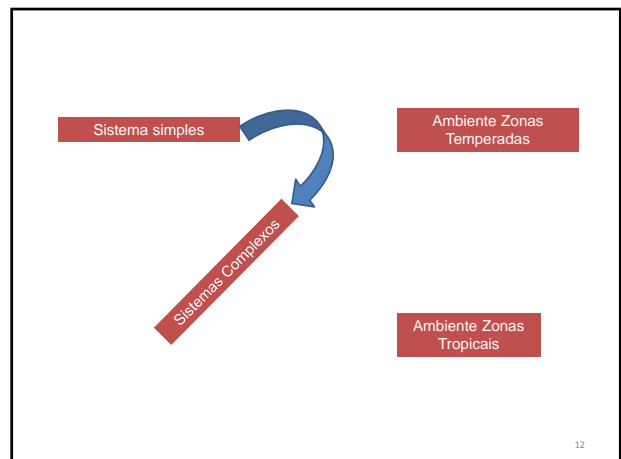 Sistema simples
Ambiente Zonas
Temperadas
Sistemas Complexos
Ambiente Zonas
Tropicais
12